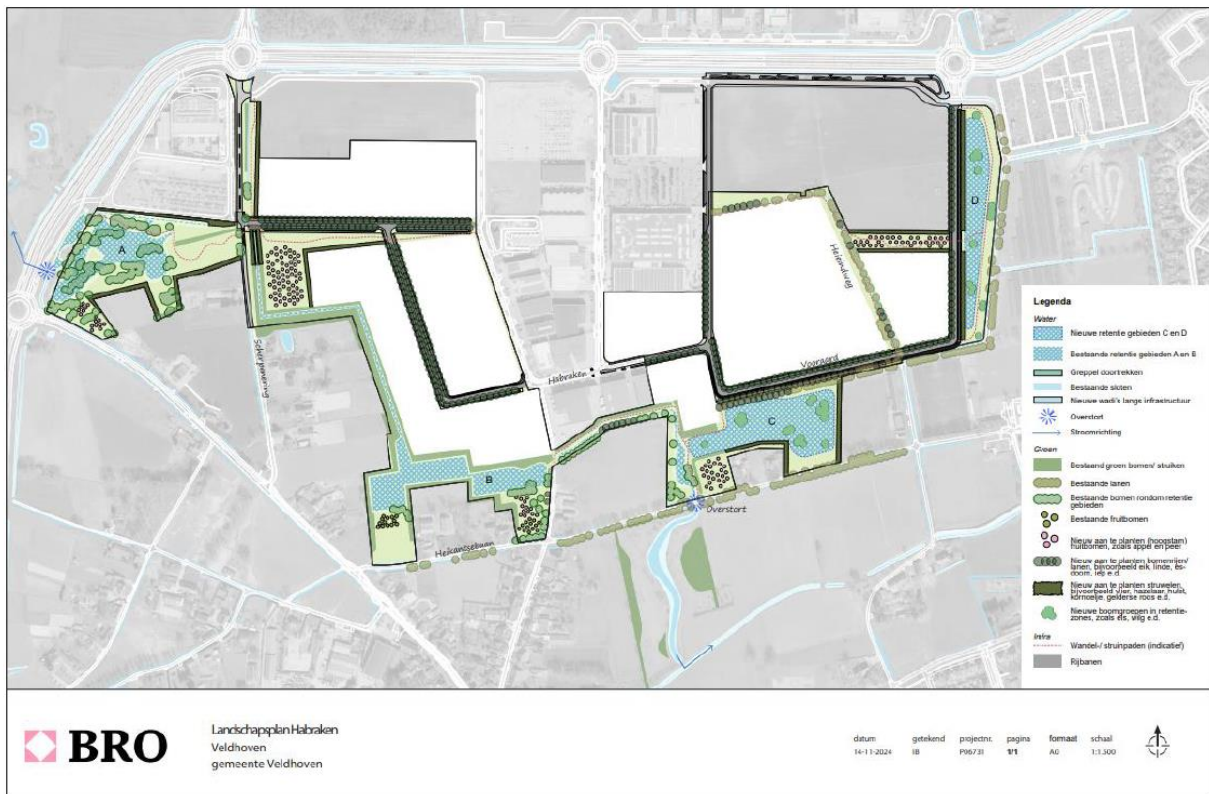 A
D
Heiendweg
Schippendijk
Vooraard
Habraken
C
B
Overstort
Heikantsebaan
Legenda
Water
Nieuwe retentie gebieden C en D
Bestaande retentie gebieden A en B
Greppel doortrekken
Bestaande sloten
Nieuwe wadi's langs infrastructuur
Overstort
Stroomrichting
Groen
Bestaand groen bomen/ struiken
Bestaande lanen
Bestaande bomen rondom retentie
gebieden
Bestaande fruitbomen
Nieuw aan te planten (hoogstam)
fruitbomen, zoals appel en peer
Nieuw aan te planten bomenrijen/
lanen, bijvoorbeeld eik, linde, es-
doorn, iep e.d.
Nieuw aan te planten struwelen,
bijvoorbeeld vlier, hazelaar, hulst,
kornoelje, gelderse roos e.d.
Nieuwe boomgroepen in retentie-
zones, zoals els, wilg e.d.
Infra
Wandel-/ struinpaden (indicatief)
Rijbanen
BRO
Landschapsplan Habraken
Veldhoven
gemeente Veldhoven
datum getekend projectnr. pagina formaat schaal
14-11-2024 IB P06731 1/1 A0 1:1.500